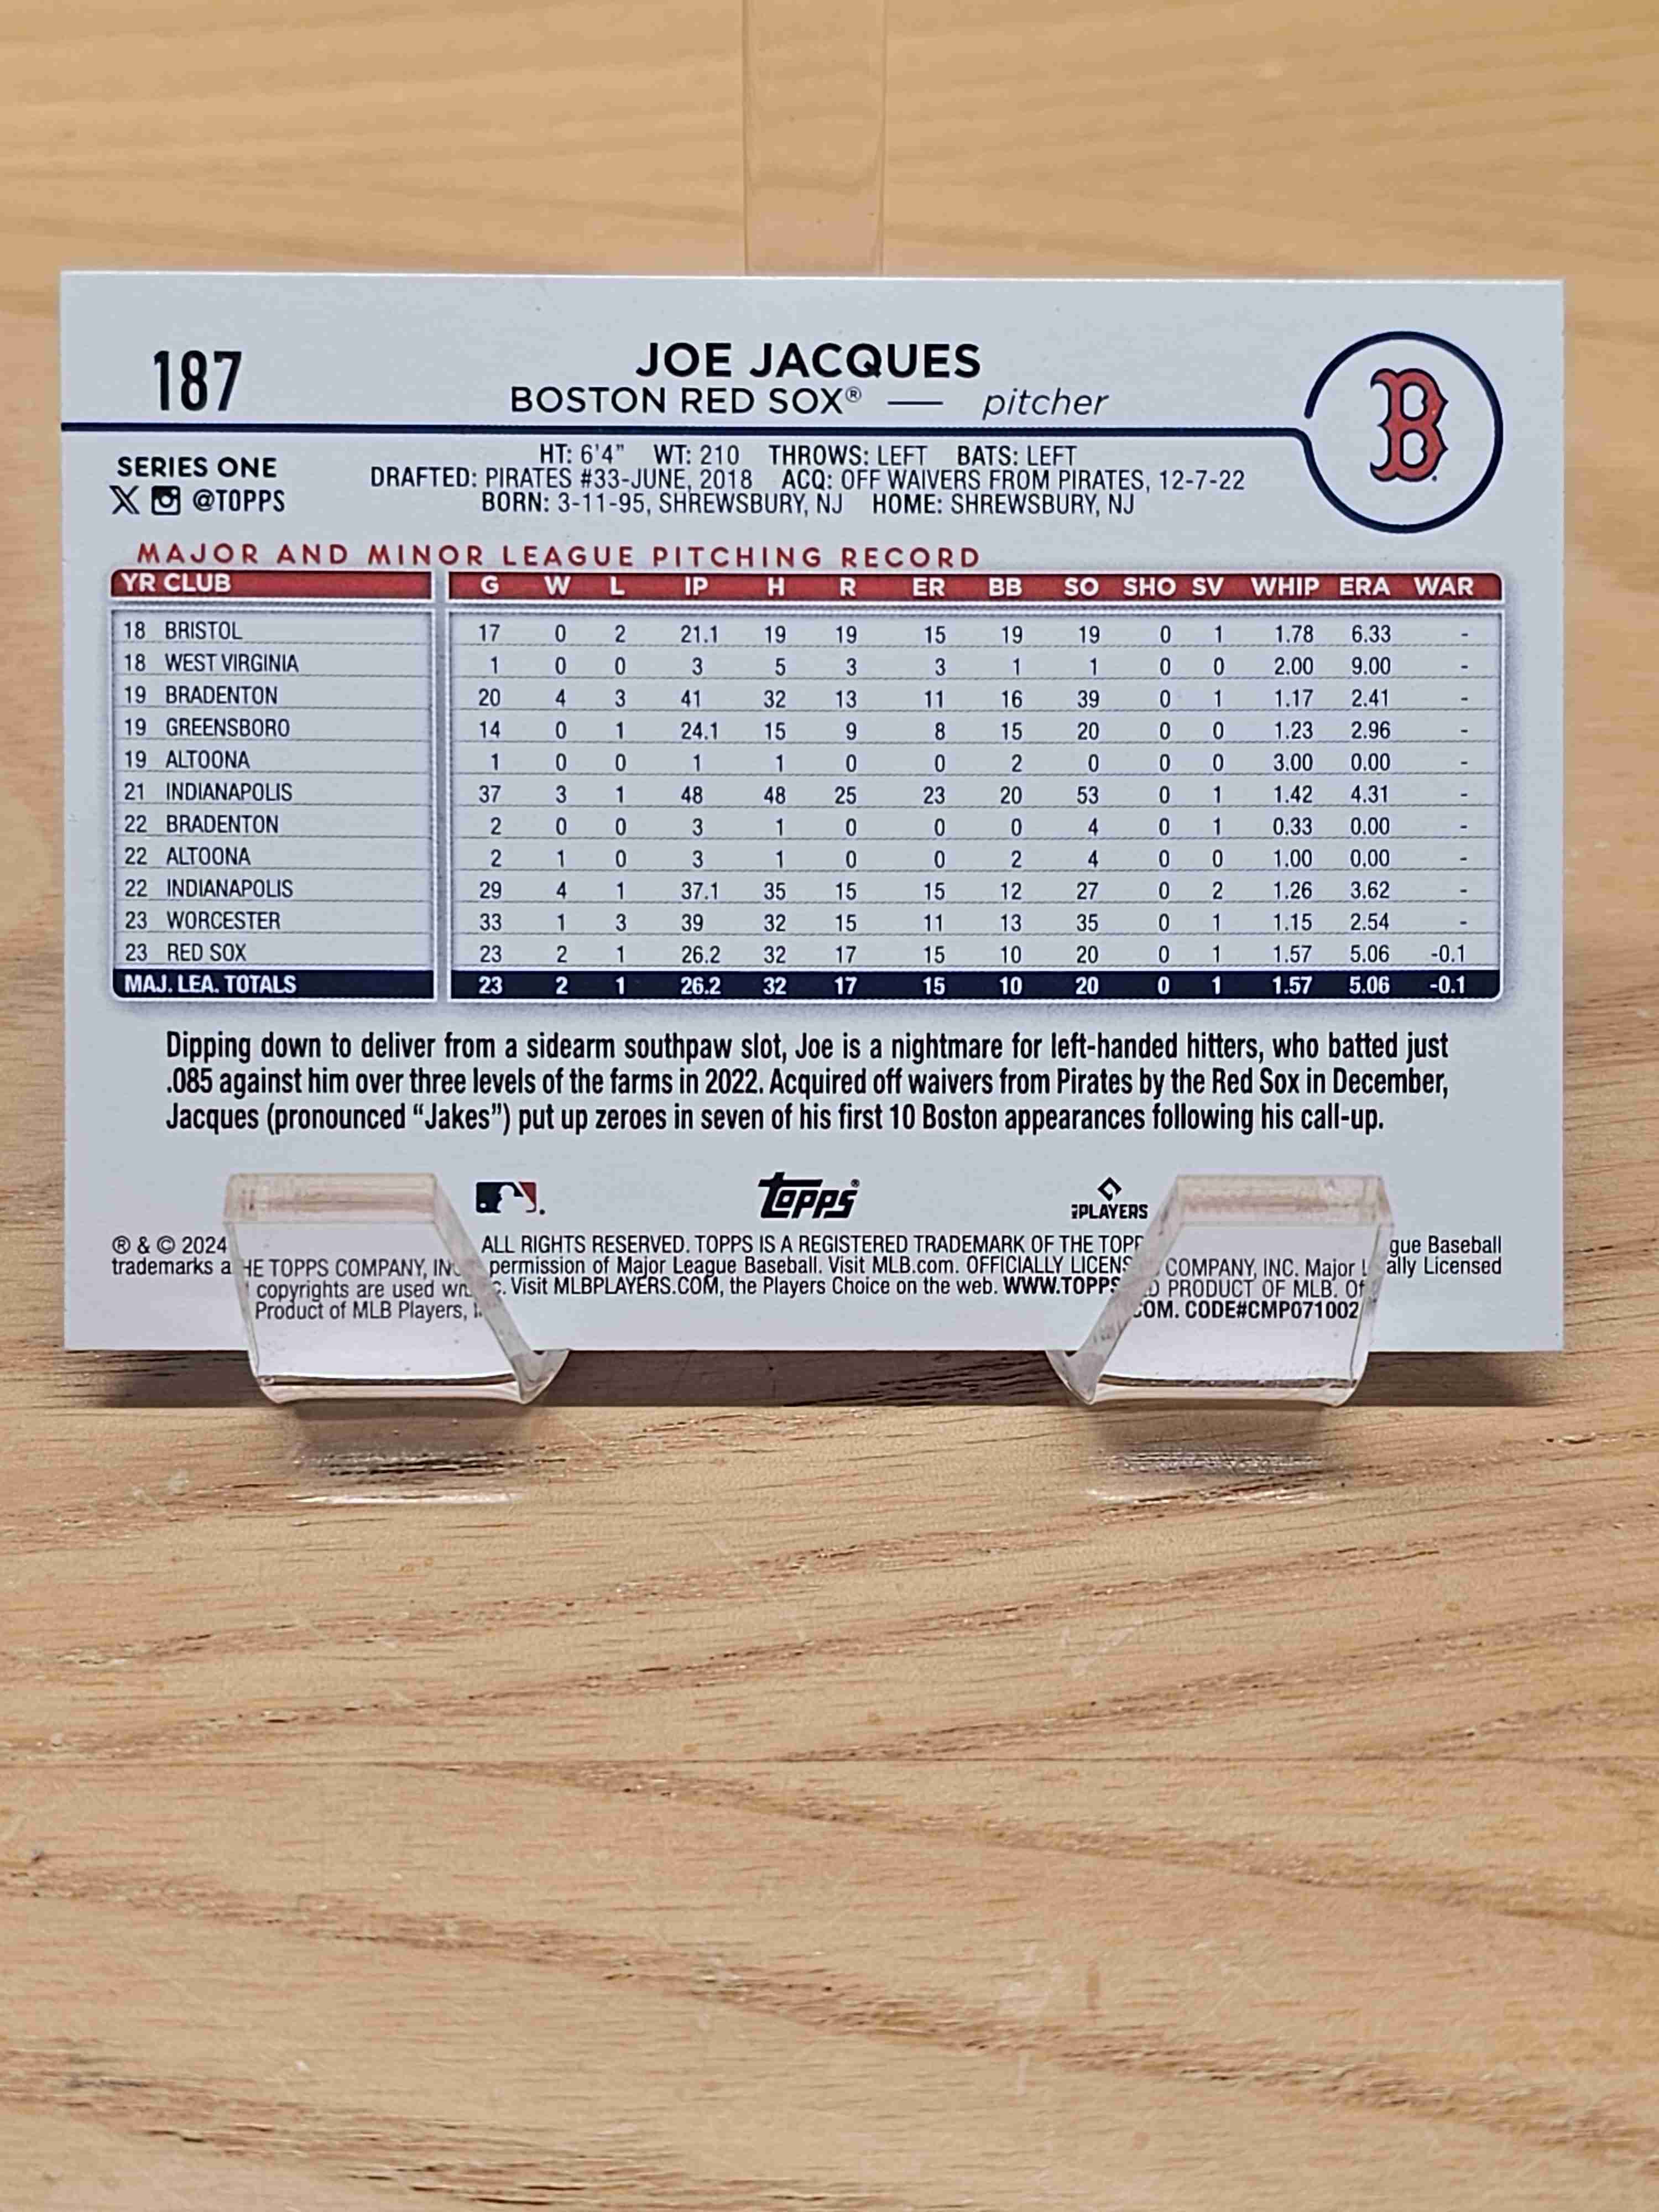 187
JOE JACQUES
BOSTON RED SOX® — pitcher
B
SERIES ONE
X @TOPPS
HT: 6'4" WT: 210 THROWS: LEFT BATS: LEFT
DRAFTED: PIRATES #33-JUNE, 2018 ACQ: OFF WAIVERS FROM PIRATES, 12-7-22
BORN: 3-11-95, SHREWSBURY, NJ HOME: SHREWSBURY, NJ
MAJOR AND MINOR LEAGUE PITCHING RECORD
YR CLUB G W L IP H R ER BB SO SHO SV WHIP ERA WAR
18 BRISTOL 17 0 2 21.1 19 19 15 19 19 0 1 1.78 6.33 -
18 WEST VIRGINIA 1 0 0 3 5 3 3 1 1 0 0 2.00 9.00 -
19 BRADENTON 20 4 3 41 32 13 11 16 39 0 1 1.17 2.41 -
19 GREENSBORO 14 0 1 24.1 15 9 8 15 20 0 0 1.23 2.96 -
19 ALTOONA 1 0 0 1 1 0 0 2 0 0 0 3.00 0.00 -
21 INDIANAPOLIS 37 3 1 48 48 25 23 20 53 0 1 1.42 4.31 -
22 BRADENTON 2 0 0 3 1 0 0 0 4 0 1 0.33 0.00 -
22 ALTOONA 2 1 0 3 1 0 0 2 4 0 0 1.00 0.00 -
22 INDIANAPOLIS 29 4 1 37.1 35 15 15 12 27 0 2 1.26 3.62 -
23 WORCESTER 33 1 3 39 32 15 11 13 35 0 1 1.15 2.54 -
23 RED SOX 23 2 1 26.2 32 17 15 10 20 0 1 1.57 5.06 -0.1
MAJ. LEA. TOTALS 23 2 1 26.2 32 17 15 10 20 0 1 1.57 5.06 -0.1
Dipping down to deliver from a sidearm southpaw slot, Joe is a nightmare for left-handed hitters, who batted just
.085 against him over three levels of the farms in 2022. Acquired off waivers from Pirates by the Red Sox in December,
Jacques (pronounced “Jakes”) put up zeroes in seven of his first 10 Boston appearances following his call-up.
topps® PLAYERS
® & © 2024 THE TOPPS COMPANY, INC. ALL RIGHTS RESERVED. TOPPS IS A REGISTERED TRADEMARK OF THE TOPPS COMPANY, INC. Major League Baseball
trademarks and copyrights are used with permission of Major League Baseball. Visit MLB.com. OFFICIALLY LICENSED PRODUCT OF MLB. Officially Licensed
Product of MLB Players, Inc. Visit MLBPLAYERS.COM, the Players Choice on the web. WWW.TOPPS.COM. CODE#CMP071002